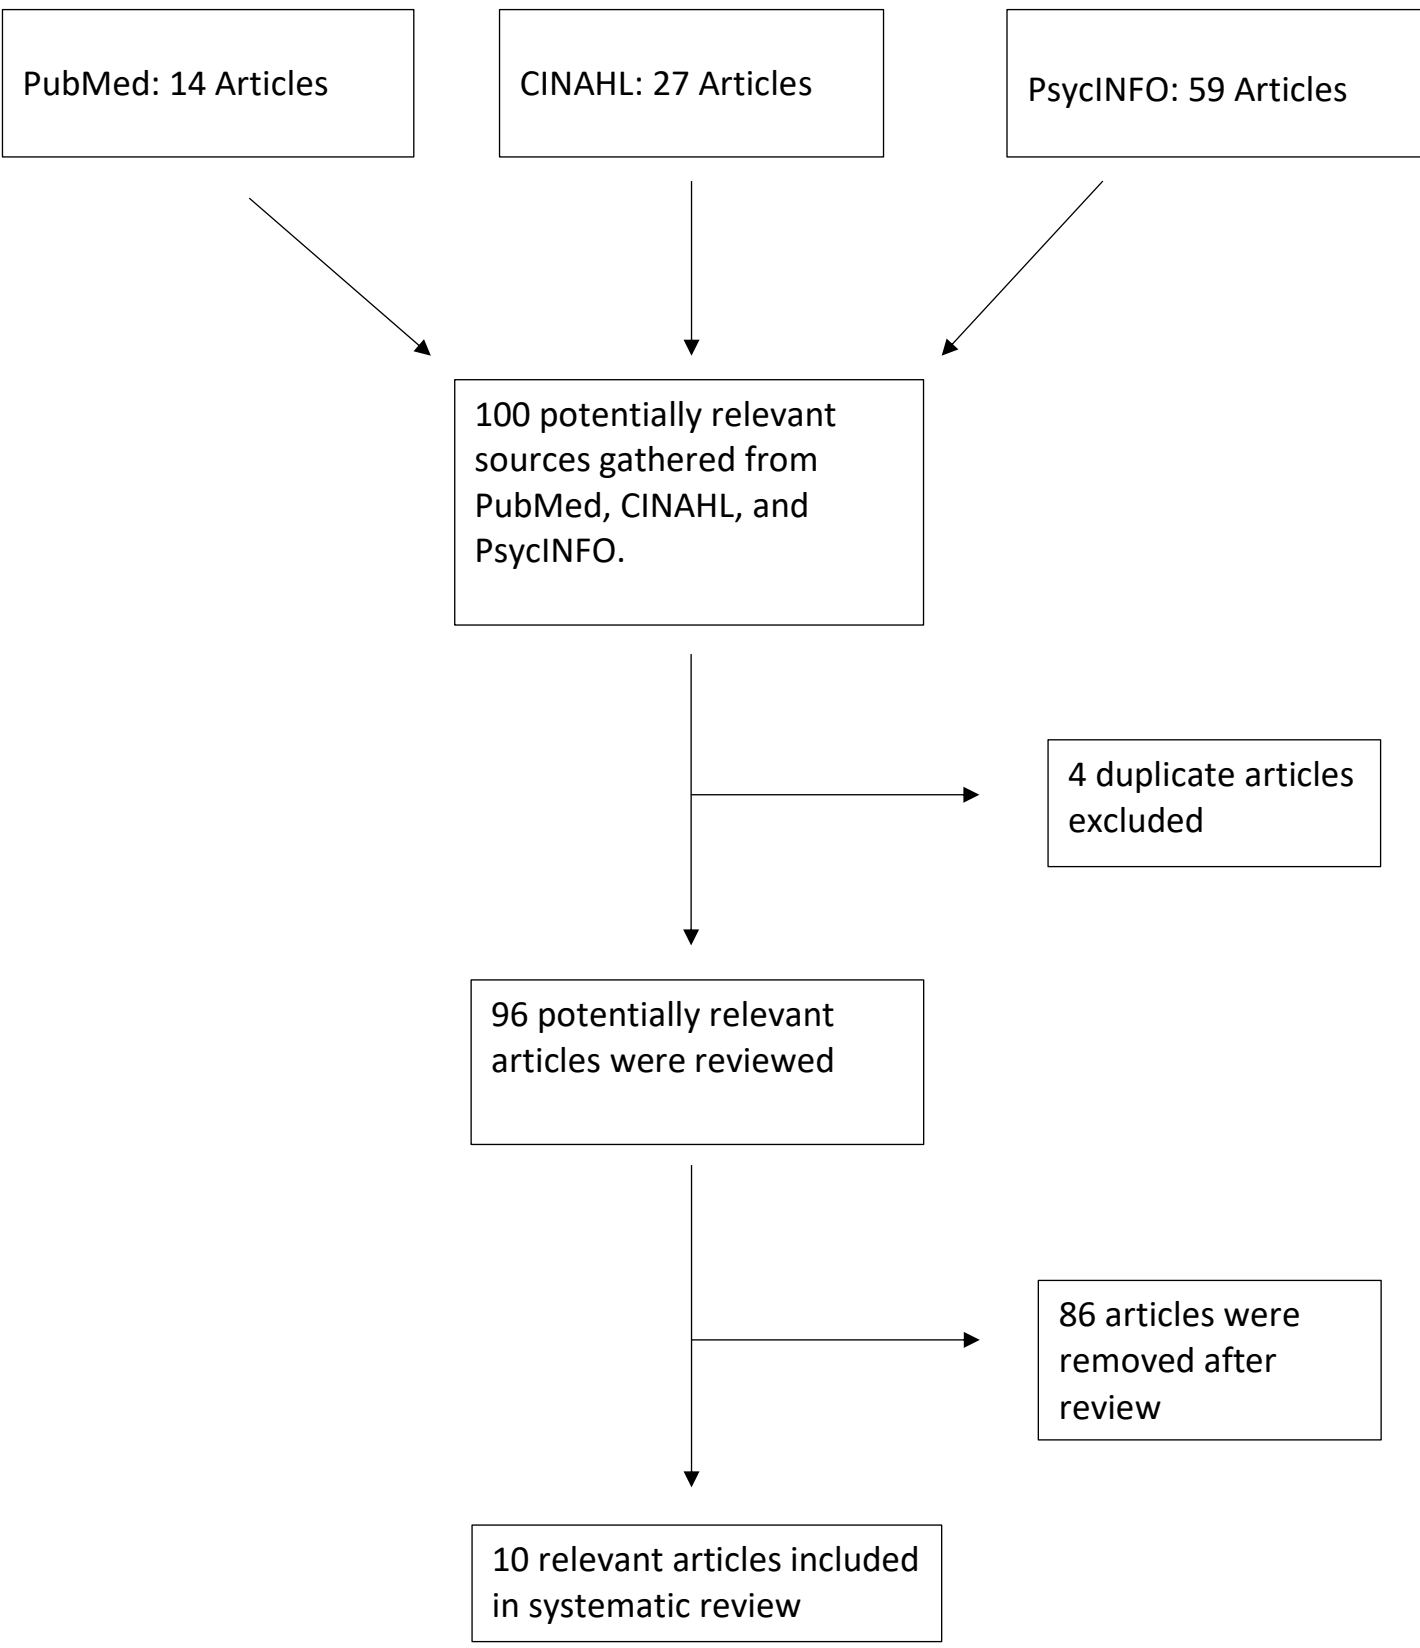 PubMed: 14 Articles
CINAHL: 27 Articles
PsycINFO: 59 Articles
100 potentially relevant
sources gathered from
PubMed, CINAHL, and
PsycINFO.
4 duplicate articles
excluded
96 potentially relevant
articles were reviewed
86 articles were
removed after
review
10 relevant articles included
in systematic review